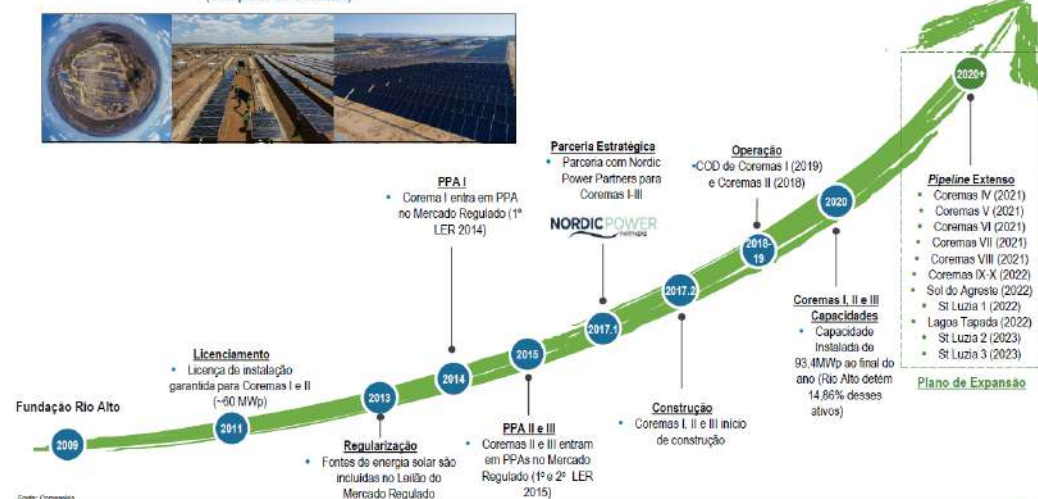 2020+
Parceria Estratégica
• Parceria com Nordic
Power Partners para
Coremas I-III
NORDICPOWER
PARTNERS
Operação
•COD de Coremas I (2019)
e Coremas II (2018)
PPA I
• Corema I entra em PPA
no Mercado Regulado (1º
LER 2014)
Pipeline Extenso
• Coremas IV (2021)
• Coremas V (2021)
• Coremas VI (2021)
• Coremas VII (2021)
• Coremas VIII (2021)
• Coremas IX-X (2022)
• Sol do Agreste (2022)
• St Luzia 1 (2022)
• Lagoa Tapada (2022)
• St Luzia 2 (2023)
• St Luzia 3 (2023)
Plano de Expansão
2020
2018-
19
2017.2
2017.1
2015
2014
2013
2011
2009
Coremas I, II e III
Capacidades
• Capacidade
Instalada de
93,4MWp ao final do
ano (Rio Alto detém
14,86% desses
ativos)
Licenciamento
• Licença de instalação
garantida para Coremas I e II
(~60 MWp)
Fundação Rio Alto
Regularização
• Fontes de energia solar são
incluídas no Leilão do
Mercado Regulado
PPA II e III
• Coremas II e III entram
em PPAs no Mercado
Regulado (1º e 2º LER
2015)
Construção
• Coremas I, II e III início
de construção
Fonte: Companhia